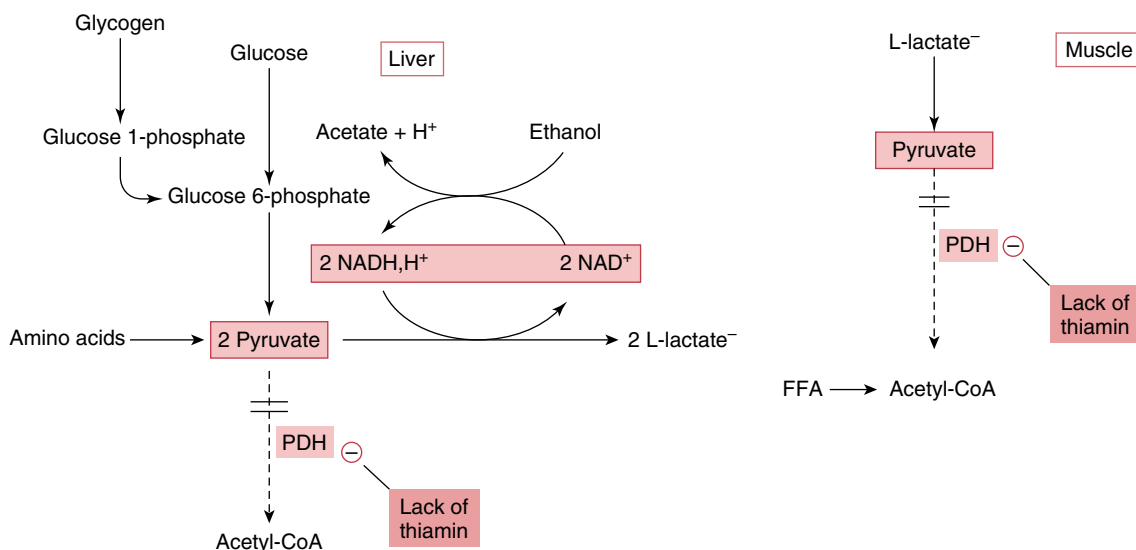 Glycogen
Glucose
Liver
Glucose 1-phosphate
Acetate + H⁺
Ethanol
Glucose 6-phosphate
2 NADH,H⁺
2 NAD⁺
Amino acids
2 Pyruvate
2 L-lactate⁻
PDH
−
Lack of
thiamin
Acetyl-CoA
L-lactate⁻
Muscle
Pyruvate
PDH
−
Lack of
thiamin
FFA
Acetyl-CoA